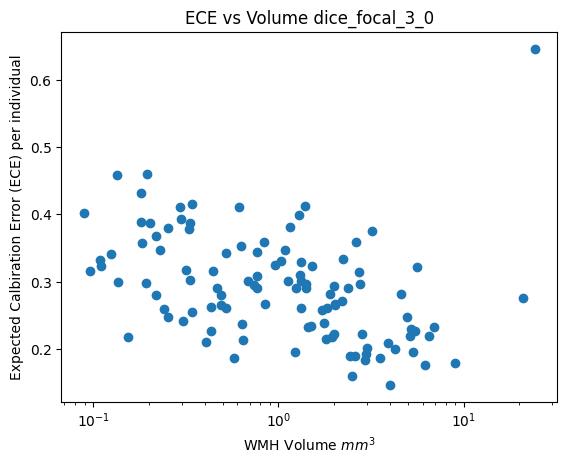 ECE vs Volume dice_focal_3_0
Expected Calbiration Error (ECE) per individual
0.6
0.5
0.4
0.3
0.2
10⁻¹
10⁰
10¹
WMH Volume mm³